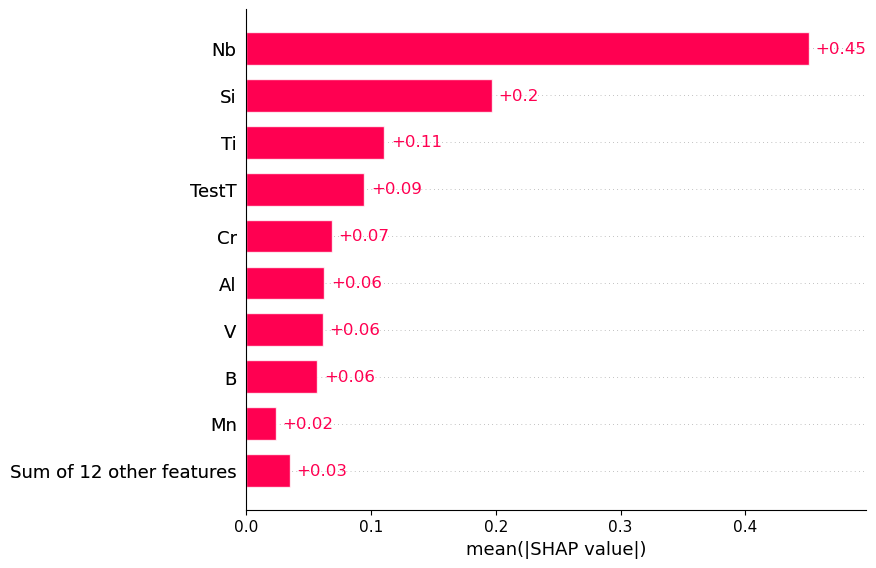 Nb +0.45
Si +0.2
Ti +0.11
TestT +0.09
Cr +0.07
Al +0.06
V +0.06
B +0.06
Mn +0.02
Sum of 12 other features +0.03
0.0 0.1 0.2 0.3 0.4
mean(|SHAP value|)